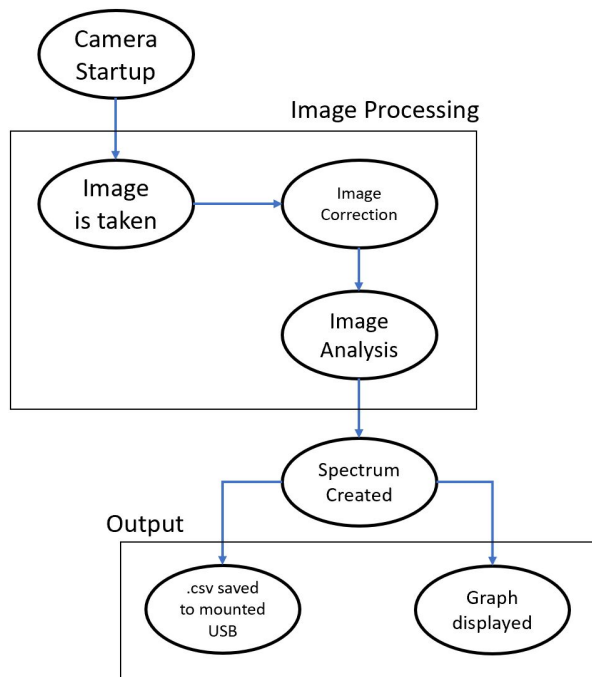 Camera
Startup
Image Processing
Image
is taken
Image
Correction
Image
Analysis
Spectrum
Created
Output
.csv saved
to mounted
USB
Graph
displayed